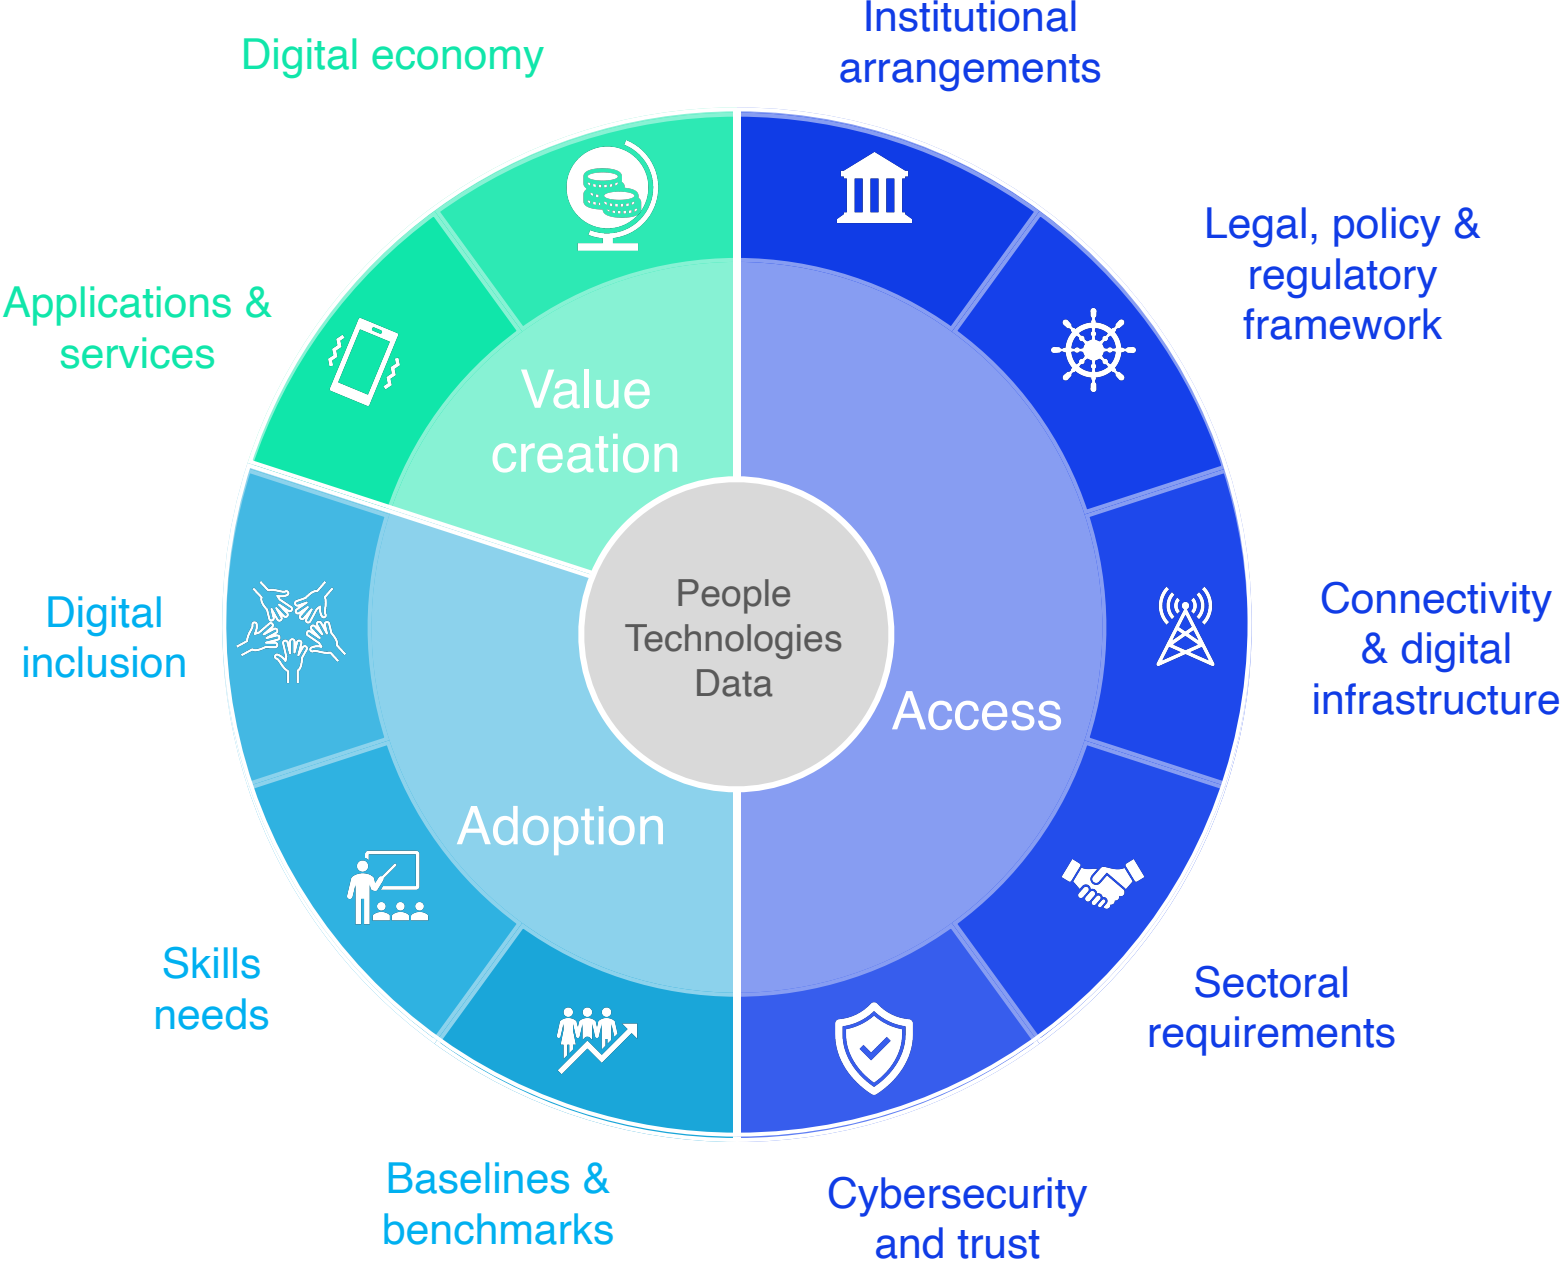 Institutional
arrangements
Legal, policy &
regulatory
framework
Connectivity
& digital
infrastructure
Sectoral
requirements
Cybersecurity
and trust
Baselines &
benchmarks
Skills
needs
Digital
inclusion
Applications &
services
Digital economy
Value
creation
Access
Adoption
People
Technologies
Data